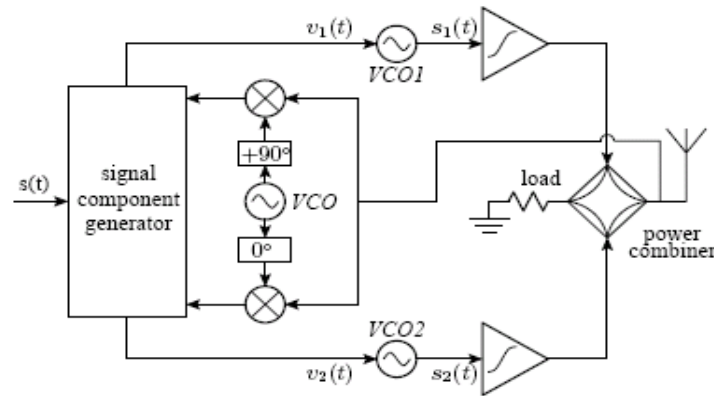 v₁(t)
s₁(t)
VCO1
s(t)
signal
component
generator
+90°
VCO
0°
load
power
combiner
VCO2
v₂(t)
s₂(t)